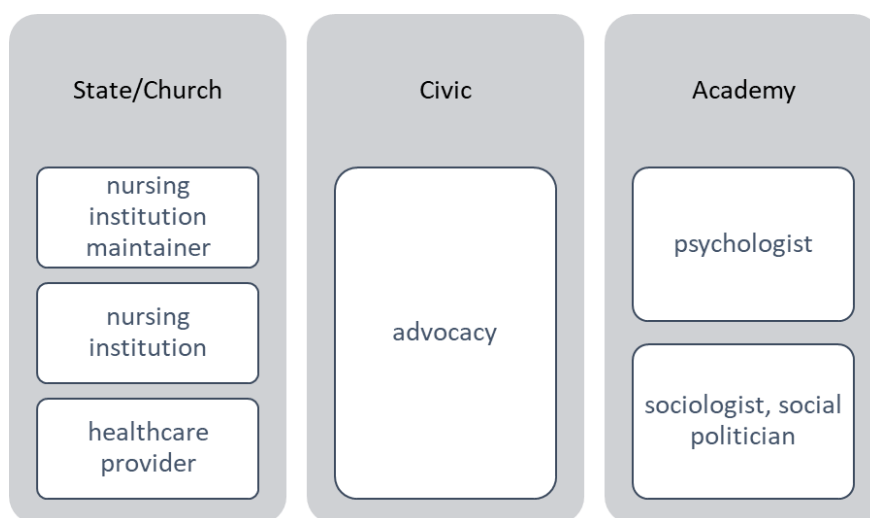 State/Church
nursing
institution
maintainer
nursing
institution
healthcare
provider
Civic
advocacy
Academy
psychologist
sociologist, social
politician